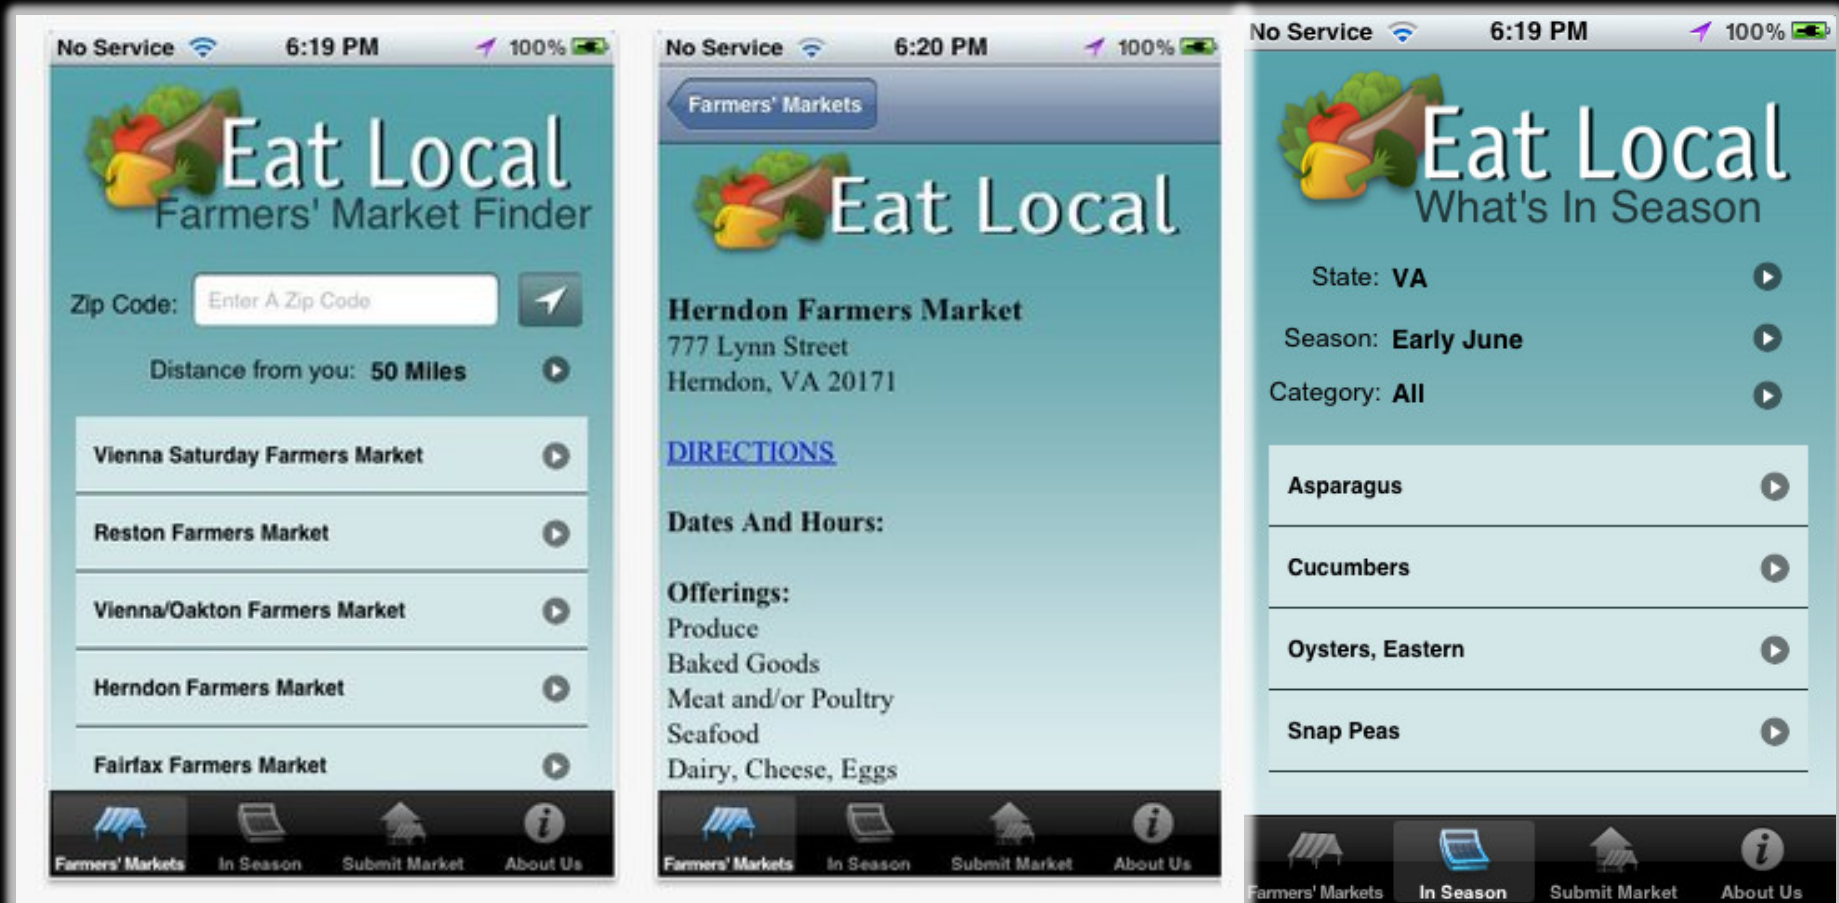 No Service 6:19 PM 100%
Eat Local
Farmers' Market Finder
Zip Code: Enter A Zip Code
Distance from you: 50 Miles
Vienna Saturday Farmers Market
Reston Farmers Market
Vienna/Oakton Farmers Market
Herndon Farmers Market
Fairfax Farmers Market
Farmers' Markets In Season Submit Market About Us
No Service 6:20 PM 100%
Farmers' Markets
Eat Local
Herndon Farmers Market
777 Lynn Street
Herndon, VA 20171
DIRECTIONS
Dates And Hours:
Offerings:
Produce
Baked Goods
Meat and/or Poultry
Seafood
Dairy, Cheese, Eggs
Farmers' Markets In Season Submit Market About Us
No Service 6:19 PM 100%
Eat Local
What's In Season
State: VA
Season: Early June
Category: All
Asparagus
Cucumbers
Oysters, Eastern
Snap Peas
Farmers' Markets In Season Submit Market About Us